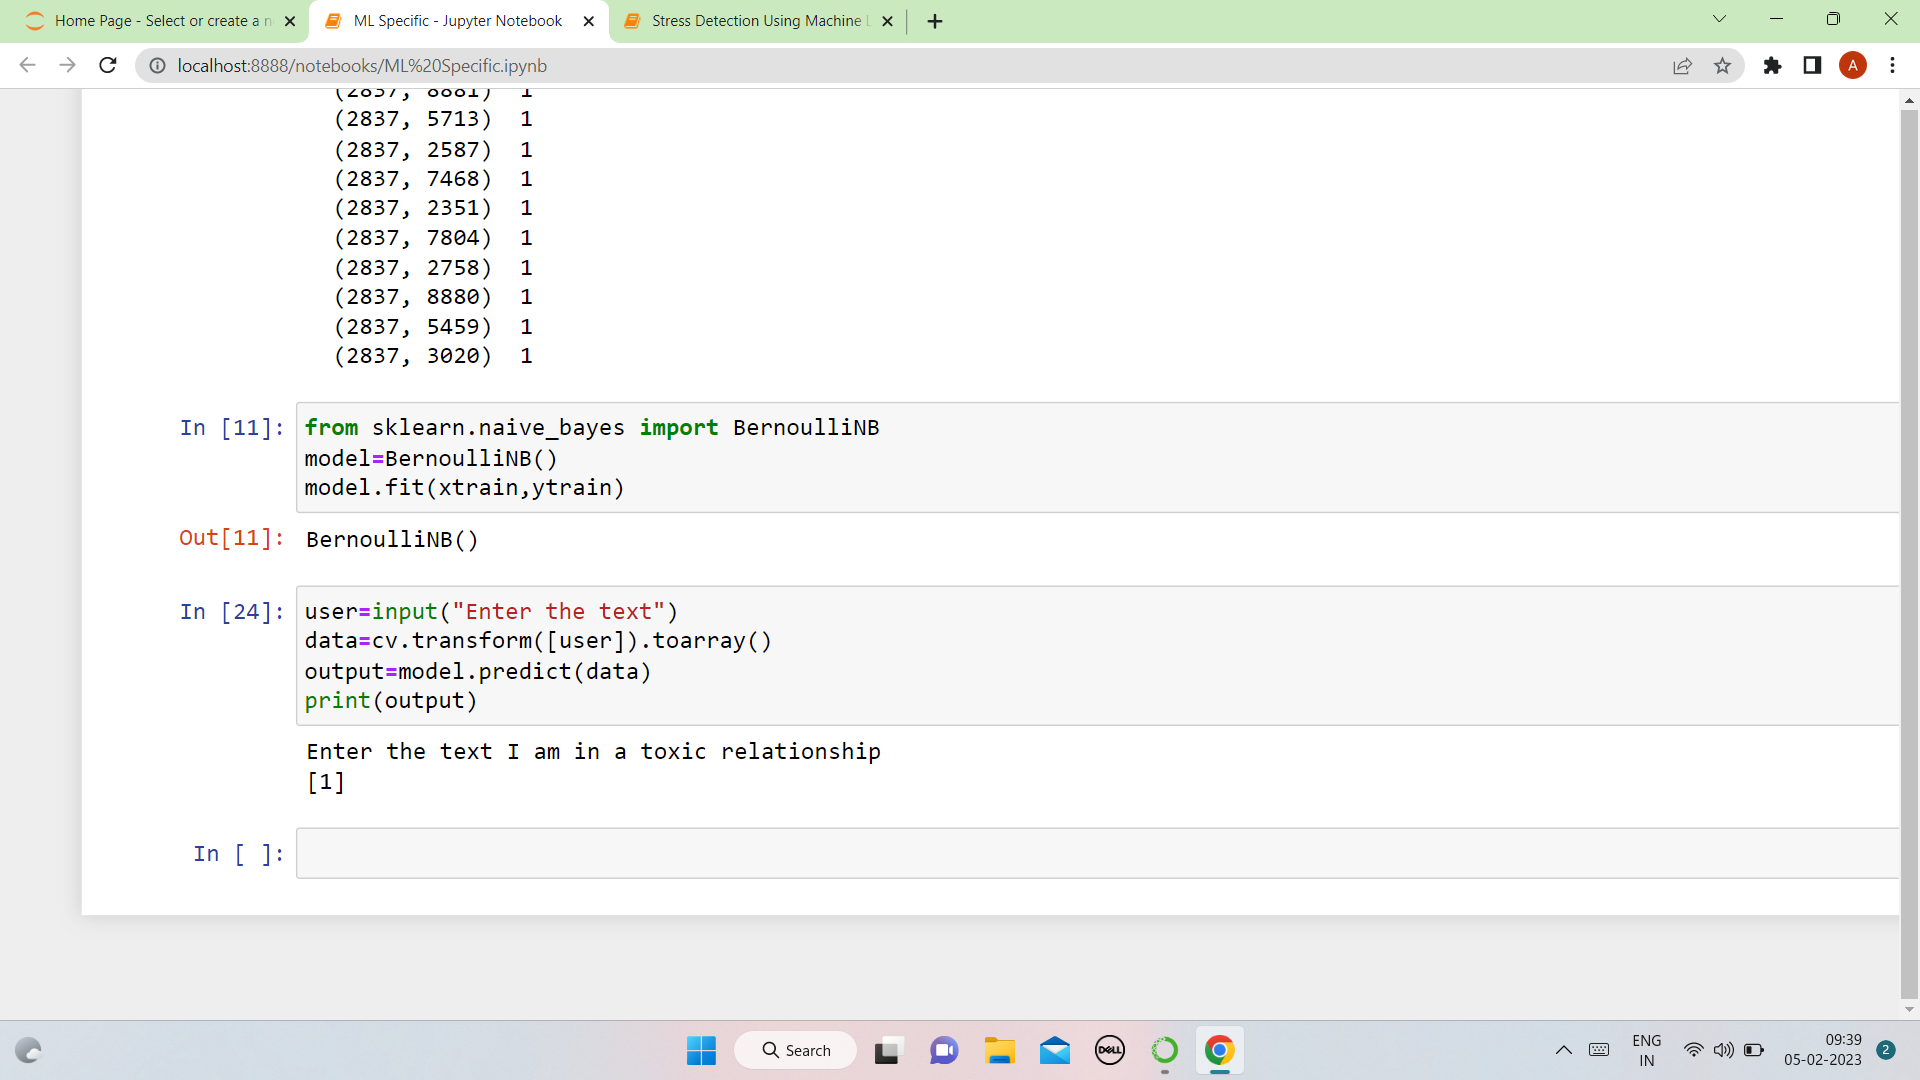 Home Page - Select or create a n
ML Specific - Jupyter Notebook
Stress Detection Using Machine L
localhost:8888/notebooks/ML%20Specific.ipynb
A
(2837, 8881) 1
(2837, 5713) 1
(2837, 2587) 1
(2837, 7468) 1
(2837, 2351) 1
(2837, 7804) 1
(2837, 2758) 1
(2837, 8880) 1
(2837, 5459) 1
(2837, 3020) 1
In [11]: from sklearn.naive_bayes import BernoulliNB
model=BernoulliNB()
model.fit(xtrain,ytrain)
Out[11]: BernoulliNB()
In [24]: user=input("Enter the text")
data=cv.transform([user]).toarray()
output=model.predict(data)
print(output)
Enter the text I am in a toxic relationship
[1]
In [ ]:
Search
DELL
ENG
IN
09:39
05-02-2023
2